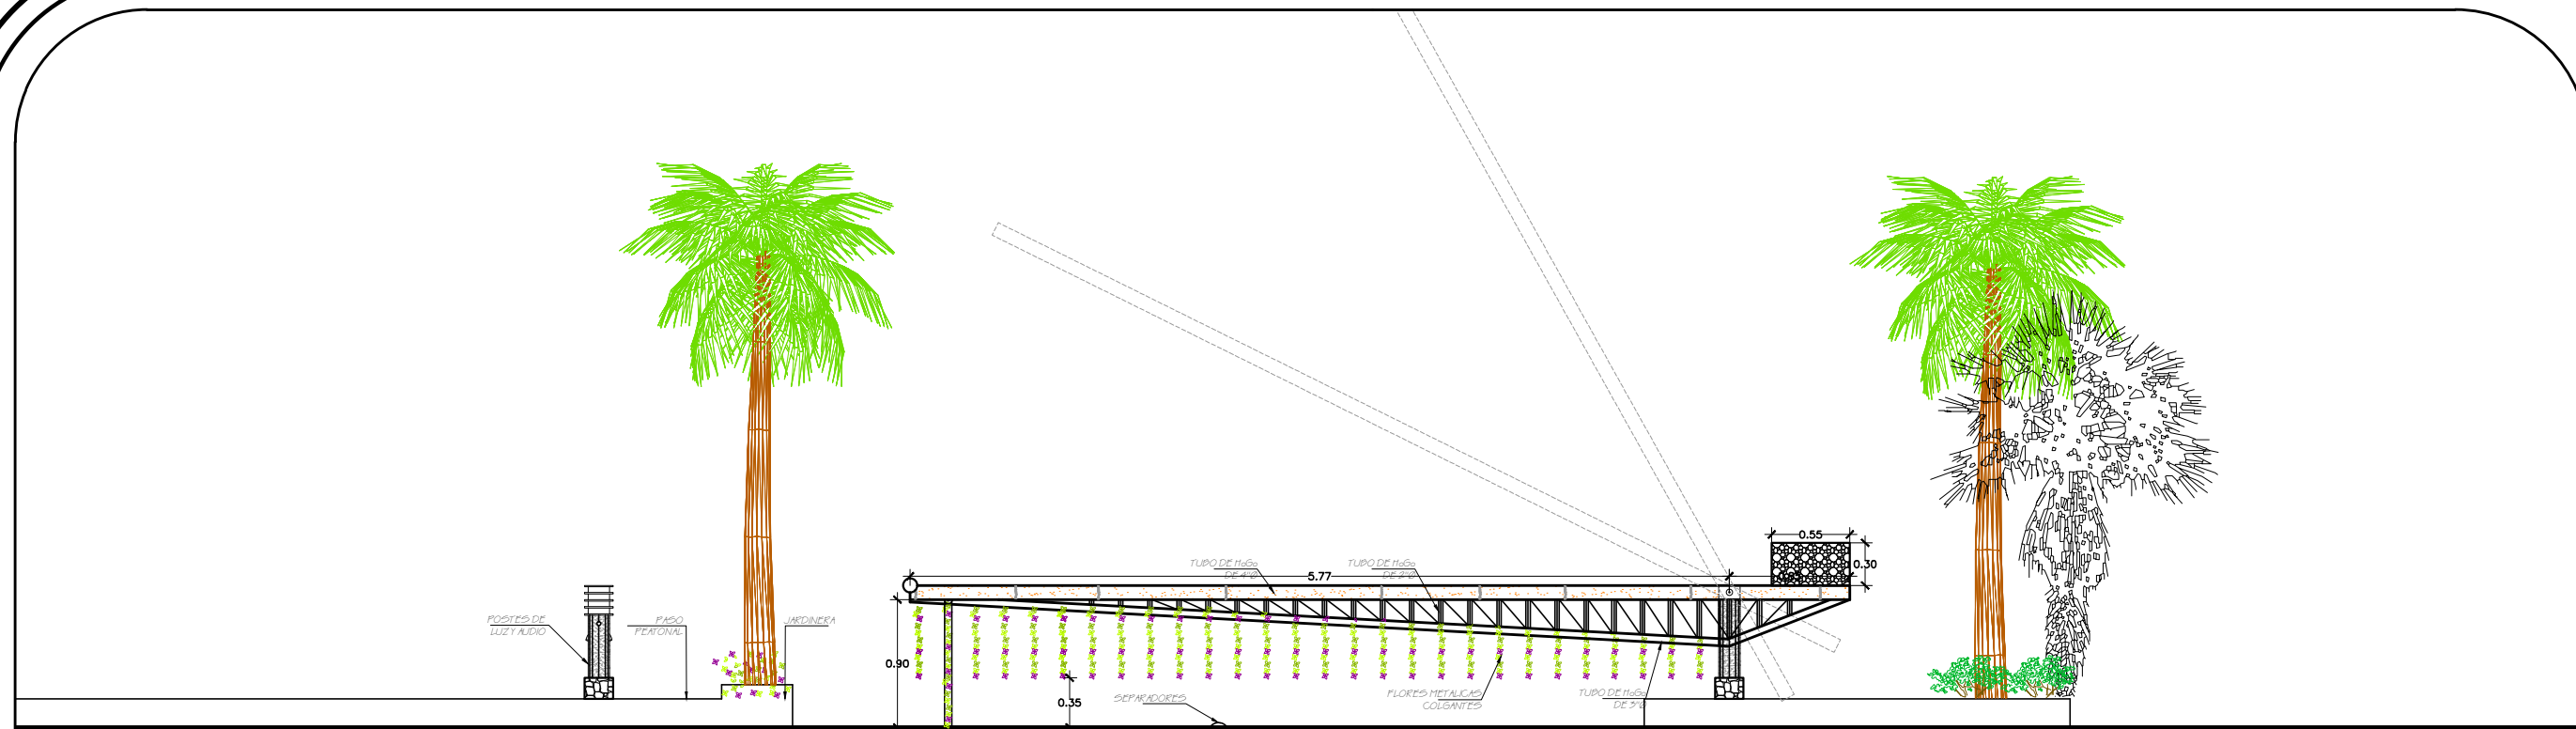 0.55
0.30
TUBO DE HoGo
DE 4"Ø
5.77
TUBO DE HoGo
DE 2"Ø
POSTES DE
LUZ Y AUDIO
PASO
PEATONAL
JARDINERA
0.90
0.35
SEPARADORES
FLORES METALICAS
COLGANTES
TUBO DE HoGo
DE 3"Ø